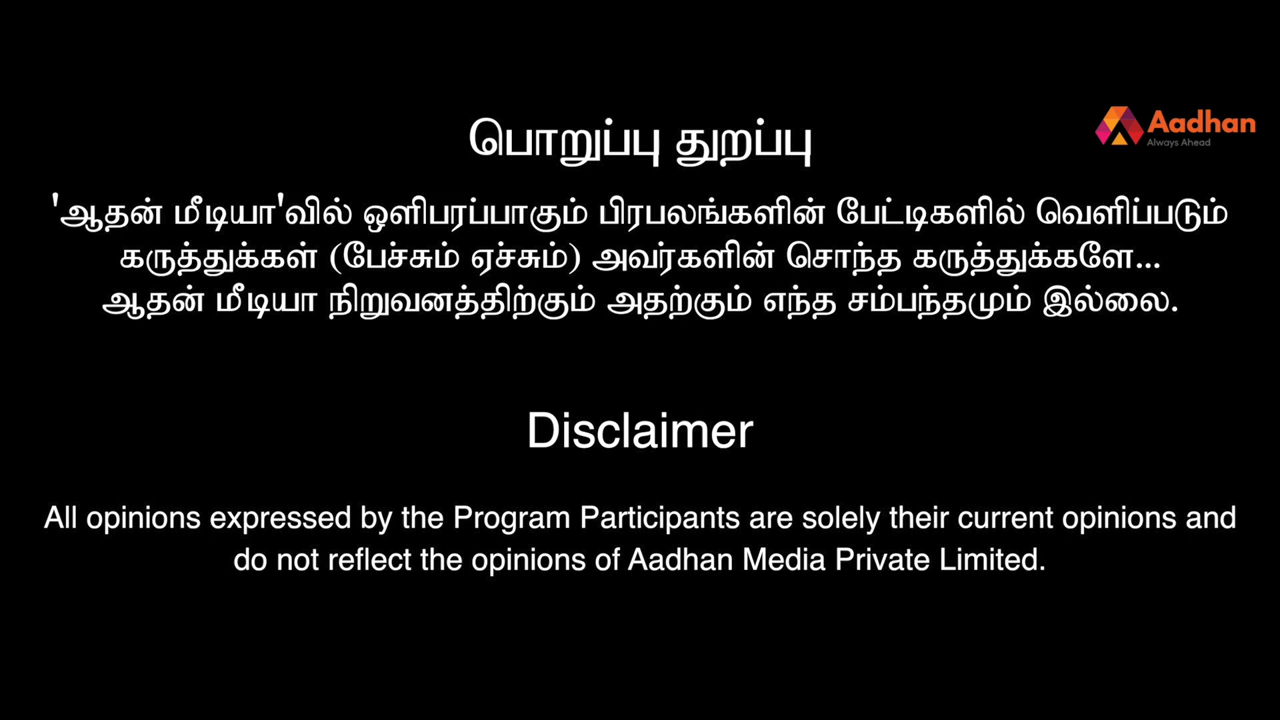 Aadhan
Always Ahead
பொறுப்பு துறப்பு
'ஆதன் மீடியா'வில் ஒளிபரப்பாகும் பிரபலங்களின் பேட்டிகளில் வெளிப்படும்
கருத்துக்கள் (பேச்சும் ஏச்சும்) அவர்களின் சொந்த கருத்துக்களே...
ஆதன் மீடியா நிறுவனத்திற்கும் அதற்கும் எந்த சம்பந்தமும் இல்லை.
Disclaimer
All opinions expressed by the Program Participants are solely their current opinions and
do not reflect the opinions of Aadhan Media Private Limited.